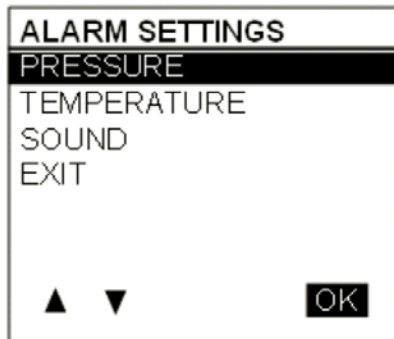 ALARM SETTINGS
PRESSURE
TEMPERATURE
SOUND
EXIT
▲ ▼ OK